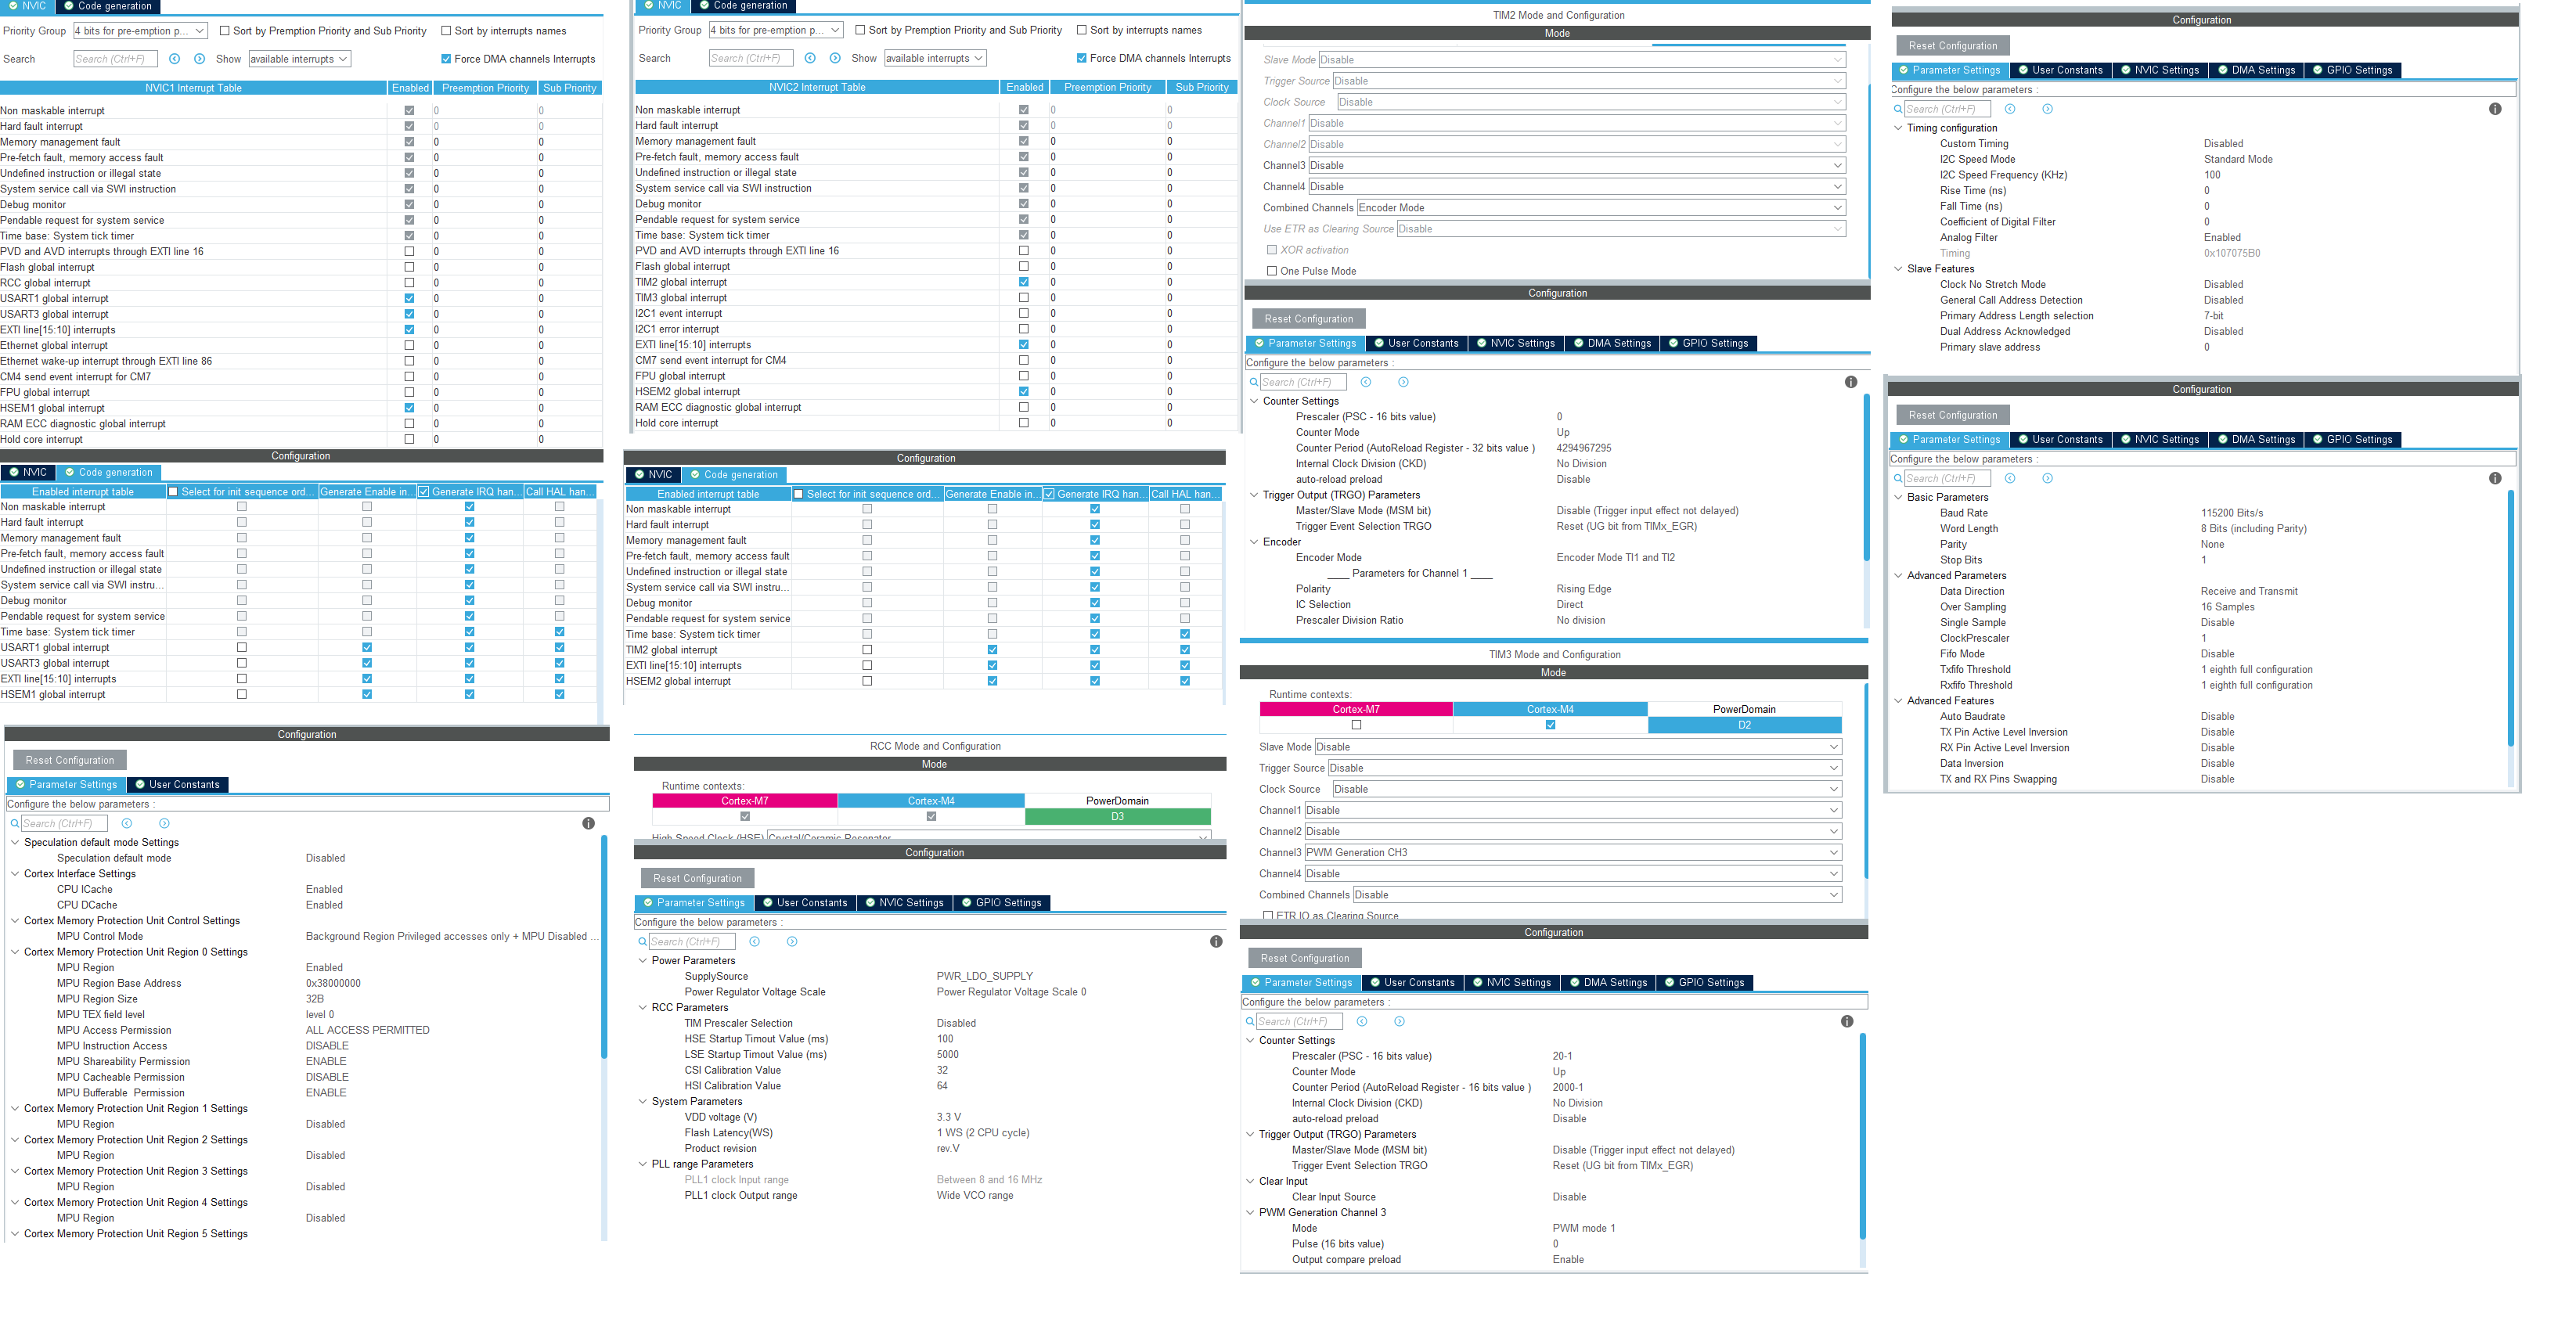 NVIC Code generation
Priority Group 4 bits for pre-emption p... Sort by Premption Priority and Sub Priority Sort by interrupts names
Search Search (Ctrl+F) Show available interrupts Force DMA channels Interrupts
NVIC1 Interrupt Table Enabled Preemption Priority Sub Priority
Non maskable interrupt 0 0
Hard fault interrupt 0 0
Memory management fault 0 0
Pre-fetch fault, memory access fault 0 0
Undefined instruction or illegal state 0 0
System service call via SWI instruction 0 0
Debug monitor 0 0
Pendable request for system service 0 0
Time base: System tick timer 0 0
PVD and AVD interrupts through EXTI line 16 0 0
Flash global interrupt 0 0
RCC global interrupt 0 0
USART1 global interrupt 0 0
USART3 global interrupt 0 0
EXTI line[15:10] interrupts 0 0
Ethernet global interrupt 0 0
Ethernet wake-up interrupt through EXTI line 86 0 0
CM4 send event interrupt for CM7 0 0
FPU global interrupt 0 0
HSEM1 global interrupt 0 0
RAM ECC diagnostic global interrupt 0 0
Hold core interrupt 0 0
Configuration
NVIC Code generation
Enabled interrupt table Select for init sequence ord... Generate Enable in... Generate IRQ han... Call HAL han...
Non maskable interrupt
Hard fault interrupt
Memory management fault
Pre-fetch fault, memory access fault
Undefined instruction or illegal state
System service call via SWI instru...
Debug monitor
Pendable request for system service
Time base: System tick timer
USART1 global interrupt
USART3 global interrupt
EXTI line[15:10] interrupts
HSEM1 global interrupt
Configuration
Reset Configuration
Parameter Settings User Constants
Configure the below parameters :
Search (Ctrl+F)
Speculation default mode Settings
Speculation default mode Disabled
Cortex Interface Settings
CPU ICache Enabled
CPU DCache Enabled
Cortex Memory Protection Unit Control Settings
MPU Control Mode Background Region Privileged accesses only + MPU Disabled ...
Cortex Memory Protection Unit Region 0 Settings
MPU Region Enabled
MPU Region Base Address 0x38000000
MPU Region Size 32B
MPU TEX field level level 0
MPU Access Permission ALL ACCESS PERMITTED
MPU Instruction Access DISABLE
MPU Shareability Permission ENABLE
MPU Cacheable Permission DISABLE
MPU Bufferable Permission ENABLE
Cortex Memory Protection Unit Region 1 Settings
MPU Region Disabled
Cortex Memory Protection Unit Region 2 Settings
MPU Region Disabled
Cortex Memory Protection Unit Region 3 Settings
MPU Region Disabled
Cortex Memory Protection Unit Region 4 Settings
MPU Region Disabled
Cortex Memory Protection Unit Region 5 Settings
NVIC Code generation
Priority Group 4 bits for pre-emption p... Sort by Premption Priority and Sub Priority Sort by interrupts names
Search Search (Ctrl+F) Show available interrupts Force DMA channels Interrupts
NVIC2 Interrupt Table Enabled Preemption Priority Sub Priority
Non maskable interrupt 0 0
Hard fault interrupt 0 0
Memory management fault 0 0
Pre-fetch fault, memory access fault 0 0
Undefined instruction or illegal state 0 0
System service call via SWI instruction 0 0
Debug monitor 0 0
Pendable request for system service 0 0
Time base: System tick timer 0 0
PVD and AVD interrupts through EXTI line 16 0 0
Flash global interrupt 0 0
TIM2 global interrupt 0 0
TIM3 global interrupt 0 0
I2C1 event interrupt 0 0
I2C1 error interrupt 0 0
EXTI line[15:10] interrupts 0 0
CM7 send event interrupt for CM4 0 0
FPU global interrupt 0 0
HSEM2 global interrupt 0 0
RAM ECC diagnostic global interrupt 0 0
Hold core interrupt 0 0
Configuration
NVIC Code generation
Enabled interrupt table Select for init sequence ord... Generate Enable in... Generate IRQ han... Call HAL han...
Non maskable interrupt
Hard fault interrupt
Memory management fault
Pre-fetch fault, memory access fault
Undefined instruction or illegal state
System service call via SWI instru...
Debug monitor
Pendable request for system service
Time base: System tick timer
TIM2 global interrupt
EXTI line[15:10] interrupts
HSEM2 global interrupt
RCC Mode and Configuration
Mode
Runtime contexts:
Cortex-M7 Cortex-M4 PowerDomain
D3
High Speed Clock (HSE) Crystal/Ceramic Resonator
Configuration
Reset Configuration
Parameter Settings User Constants NVIC Settings GPIO Settings
Configure the below parameters :
Search (Ctrl+F)
Power Parameters
SupplySource PWR_LDO_SUPPLY
Power Regulator Voltage Scale Power Regulator Voltage Scale 0
RCC Parameters
TIM Prescaler Selection Disabled
HSE Startup Timout Value (ms) 100
LSE Startup Timout Value (ms) 5000
CSI Calibration Value 32
HSI Calibration Value 64
System Parameters
VDD voltage (V) 3.3 V
Flash Latency(WS) 1 WS (2 CPU cycle)
Product revision rev.V
PLL range Parameters
PLL1 clock Input range Between 8 and 16 MHz
PLL1 clock Output range Wide VCO range
TIM2 Mode and Configuration
Mode
Slave Mode Disable
Trigger Source Disable
Clock Source Disable
Channel1 Disable
Channel2 Disable
Channel3 Disable
Channel4 Disable
Combined Channels Encoder Mode
Use ETR as Clearing Source Disable
XOR activation
One Pulse Mode
Configuration
Reset Configuration
Parameter Settings User Constants NVIC Settings DMA Settings GPIO Settings
Configure the below parameters :
Search (Ctrl+F)
Counter Settings
Prescaler (PSC - 16 bits value) 0
Counter Mode Up
Counter Period (AutoReload Register - 32 bits value ) 4294967295
Internal Clock Division (CKD) No Division
auto-reload preload Disable
Trigger Output (TRGO) Parameters
Master/Slave Mode (MSM bit) Disable (Trigger input effect not delayed)
Trigger Event Selection TRGO Reset (UG bit from TIMx_EGR)
Encoder
Encoder Mode Encoder Mode TI1 and TI2
____ Parameters for Channel 1 ____
Polarity Rising Edge
IC Selection Direct
Prescaler Division Ratio No division
TIM3 Mode and Configuration
Mode
Runtime contexts:
Cortex-M7 Cortex-M4 PowerDomain
D2
Slave Mode Disable
Trigger Source Disable
Clock Source Disable
Channel1 Disable
Channel2 Disable
Channel3 PWM Generation CH3
Channel4 Disable
Combined Channels Disable
ETR IO as Clearing Source
Configuration
Reset Configuration
Parameter Settings User Constants NVIC Settings DMA Settings GPIO Settings
Configure the below parameters :
Search (Ctrl+F)
Counter Settings
Prescaler (PSC - 16 bits value) 20-1
Counter Mode Up
Counter Period (AutoReload Register - 16 bits value ) 2000-1
Internal Clock Division (CKD) No Division
auto-reload preload Disable
Trigger Output (TRGO) Parameters
Master/Slave Mode (MSM bit) Disable (Trigger input effect not delayed)
Trigger Event Selection TRGO Reset (UG bit from TIMx_EGR)
Clear Input
Clear Input Source Disable
PWM Generation Channel 3
Mode PWM mode 1
Pulse (16 bits value) 0
Output compare preload Enable
Configuration
Reset Configuration
Parameter Settings User Constants NVIC Settings DMA Settings GPIO Settings
Configure the below parameters :
Search (Ctrl+F)
Timing configuration
Custom Timing Disabled
I2C Speed Mode Standard Mode
I2C Speed Frequency (KHz) 100
Rise Time (ns) 0
Fall Time (ns) 0
Coefficient of Digital Filter 0
Analog Filter Enabled
Timing 0x107075B0
Slave Features
Clock No Stretch Mode Disabled
General Call Address Detection Disabled
Primary Address Length selection 7-bit
Dual Address Acknowledged Disabled
Primary slave address 0
Configuration
Reset Configuration
Parameter Settings User Constants NVIC Settings DMA Settings GPIO Settings
Configure the below parameters :
Search (Ctrl+F)
Basic Parameters
Baud Rate 115200 Bits/s
Word Length 8 Bits (including Parity)
Parity None
Stop Bits 1
Advanced Parameters
Data Direction Receive and Transmit
Over Sampling 16 Samples
Single Sample Disable
ClockPrescaler 1
Fifo Mode Disable
Txfifo Threshold 1 eighth full configuration
Rxfifo Threshold 1 eighth full configuration
Advanced Features
Auto Baudrate Disable
TX Pin Active Level Inversion Disable
RX Pin Active Level Inversion Disable
Data Inversion Disable
TX and RX Pins Swapping Disable